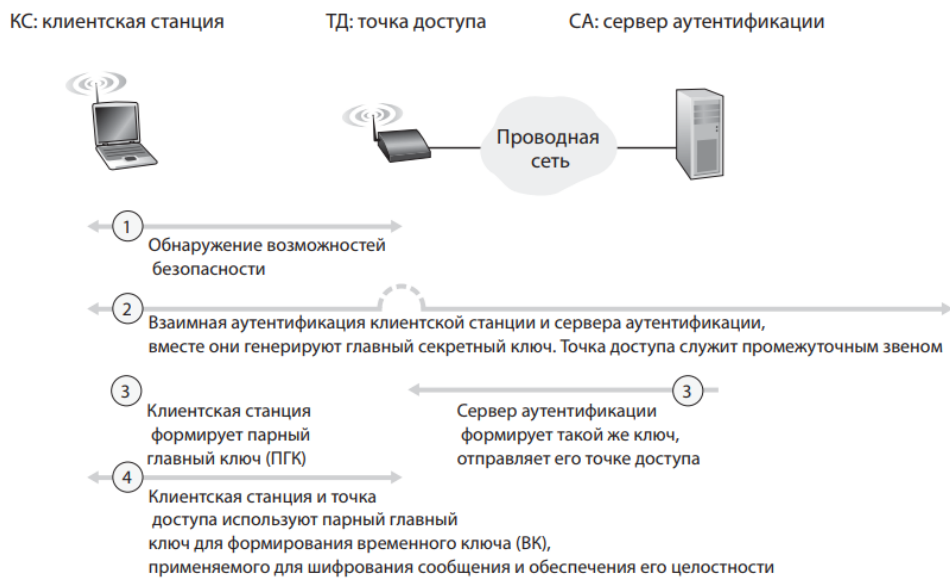 КС: клиентская станция
ТД: точка доступа
СА: сервер аутентификации
Проводная
сеть
1
Обнаружение возможностей
безопасности
2
Взаимная аутентификация клиентской станции и сервера аутентификации,
вместе они генерируют главный секретный ключ. Точка доступа служит промежуточным звеном
3
Клиентская станция
формирует парный
главный ключ (ПГК)
3
Сервер аутентификации
формирует такой же ключ,
отправляет его точке доступа
4
Клиентская станция и точка
доступа используют парный главный
ключ для формирования временного ключа (ВК),
применяемого для шифрования сообщения и обеспечения его целостности